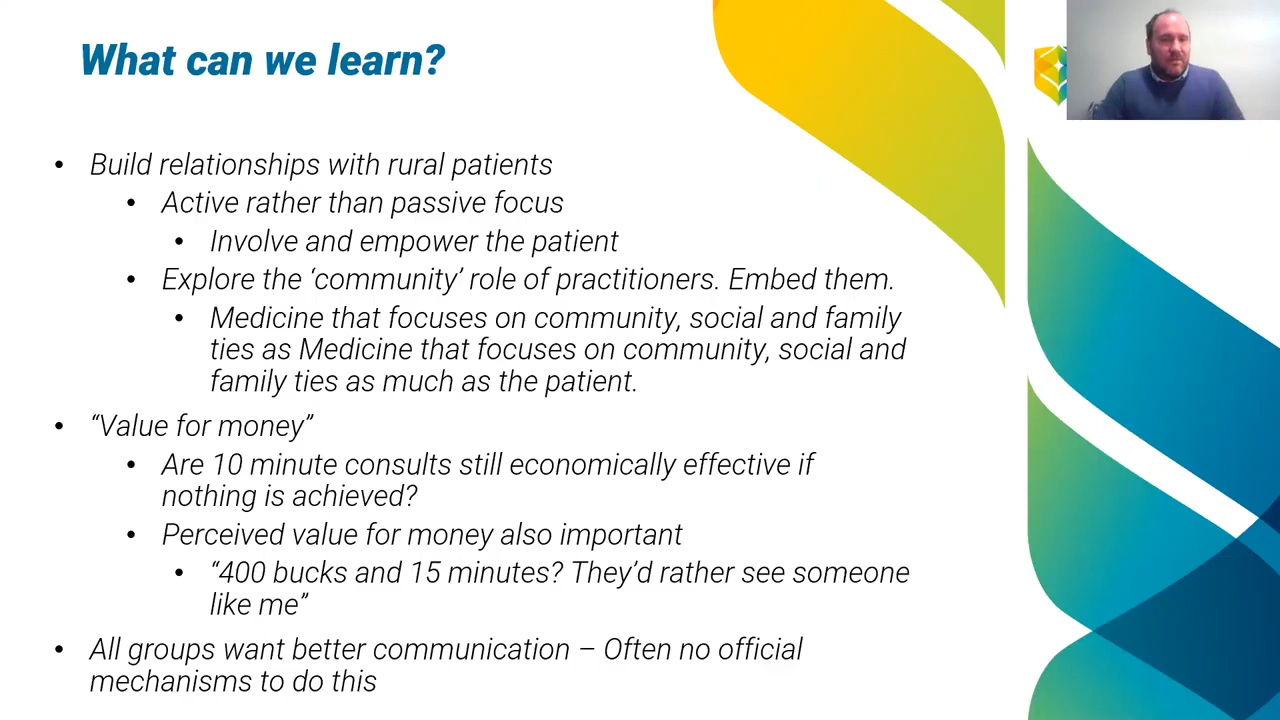 What can we learn?
• Build relationships with rural patients
• Active rather than passive focus
• Involve and empower the patient
• Explore the ‘community’ role of practitioners. Embed them.
• Medicine that focuses on community, social and family
ties as Medicine that focuses on community, social and
family ties as much as the patient.
• “Value for money”
• Are 10 minute consults still economically effective if
nothing is achieved?
• Perceived value for money also important
• “400 bucks and 15 minutes? They’d rather see someone
like me”
• All groups want better communication – Often no official
mechanisms to do this